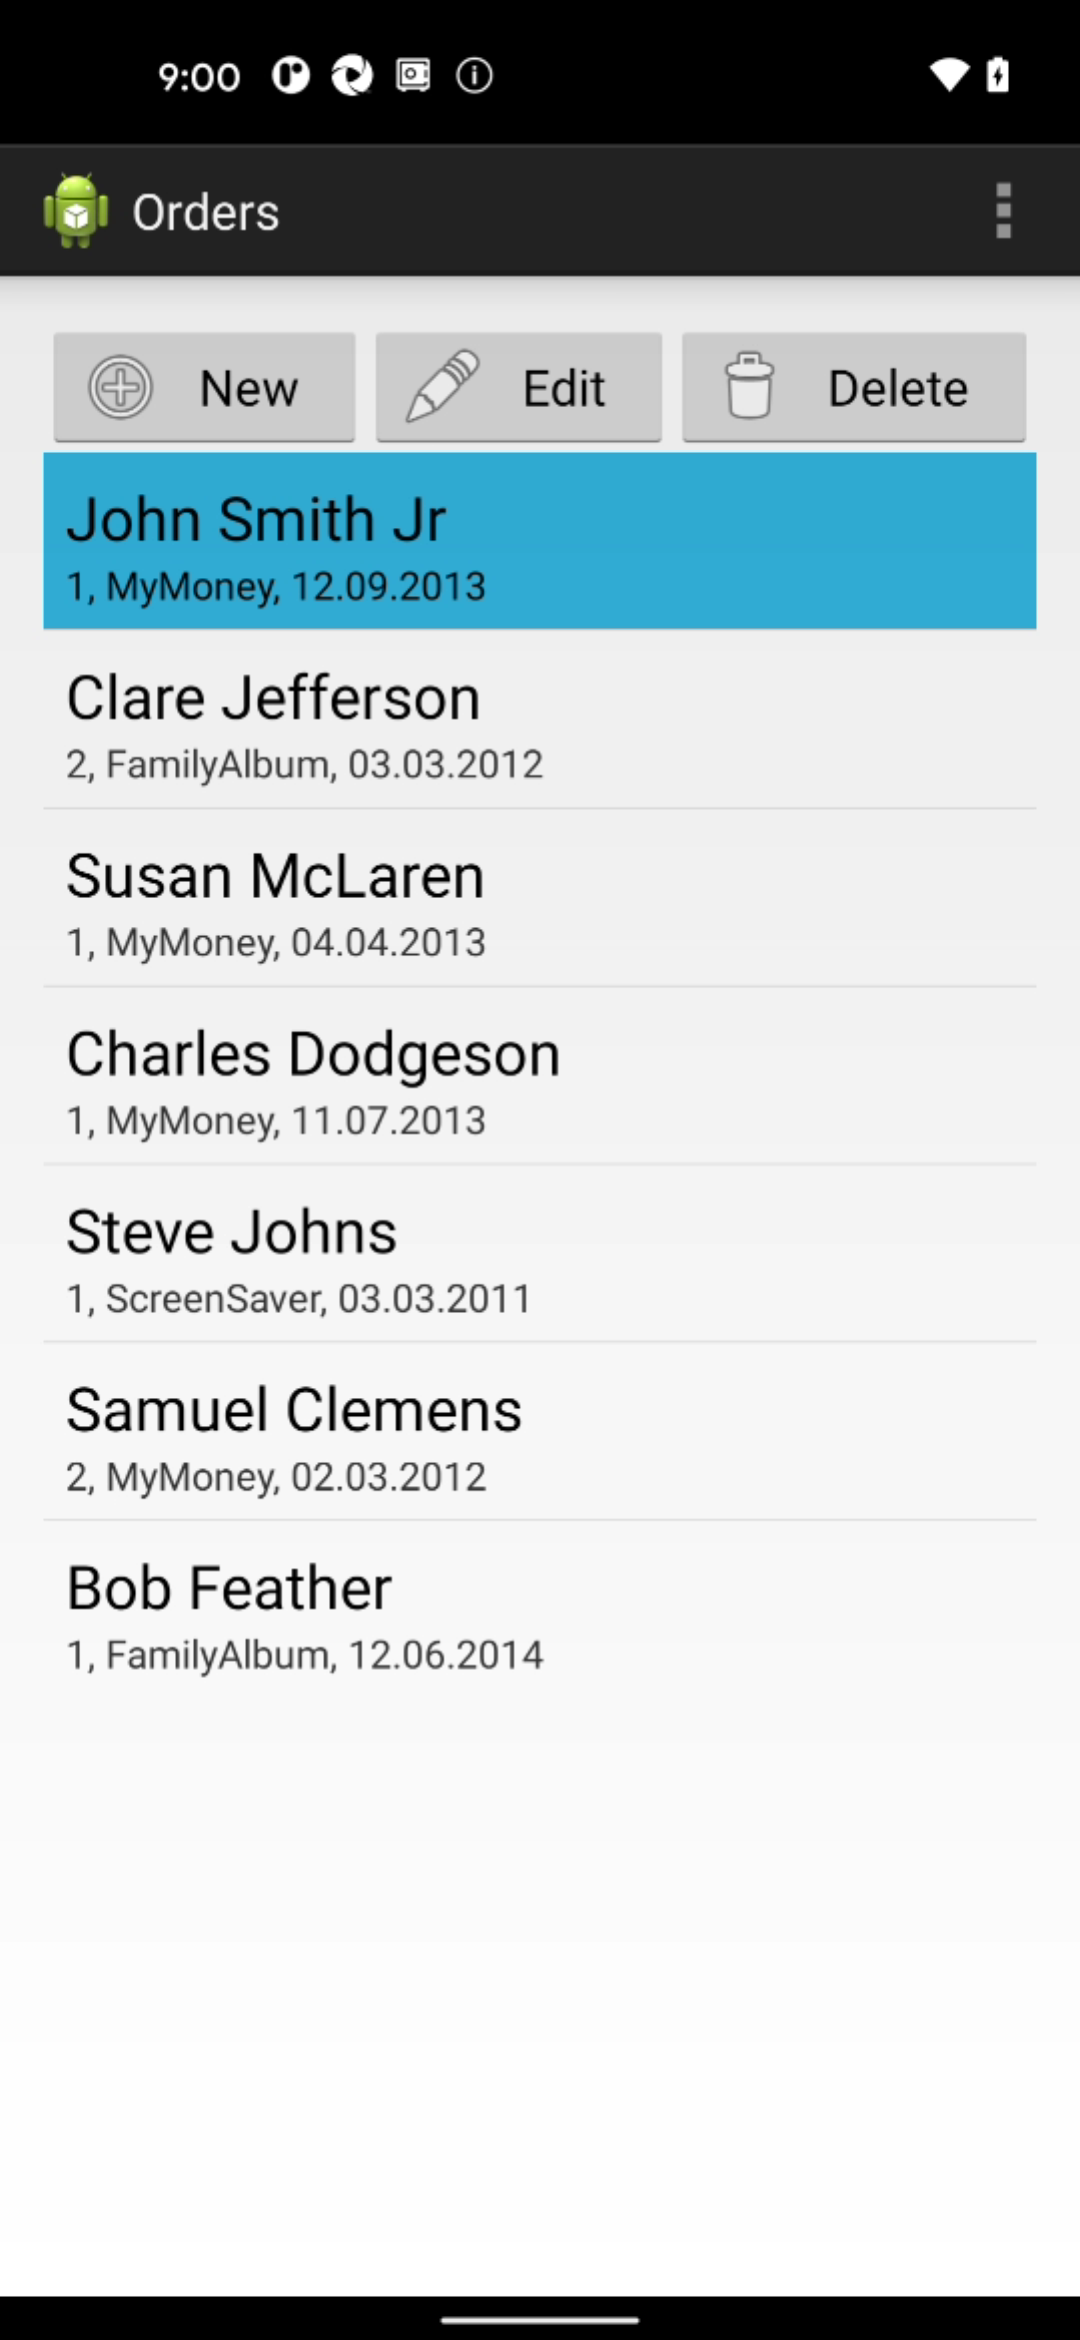 9:00
Orders
New Edit Delete
John Smith Jr
1, MyMoney, 12.09.2013
Clare Jefferson
2, FamilyAlbum, 03.03.2012
Susan McLaren
1, MyMoney, 04.04.2013
Charles Dodgeson
1, MyMoney, 11.07.2013
Steve Johns
1, ScreenSaver, 03.03.2011
Samuel Clemens
2, MyMoney, 02.03.2012
Bob Feather
1, FamilyAlbum, 12.06.2014